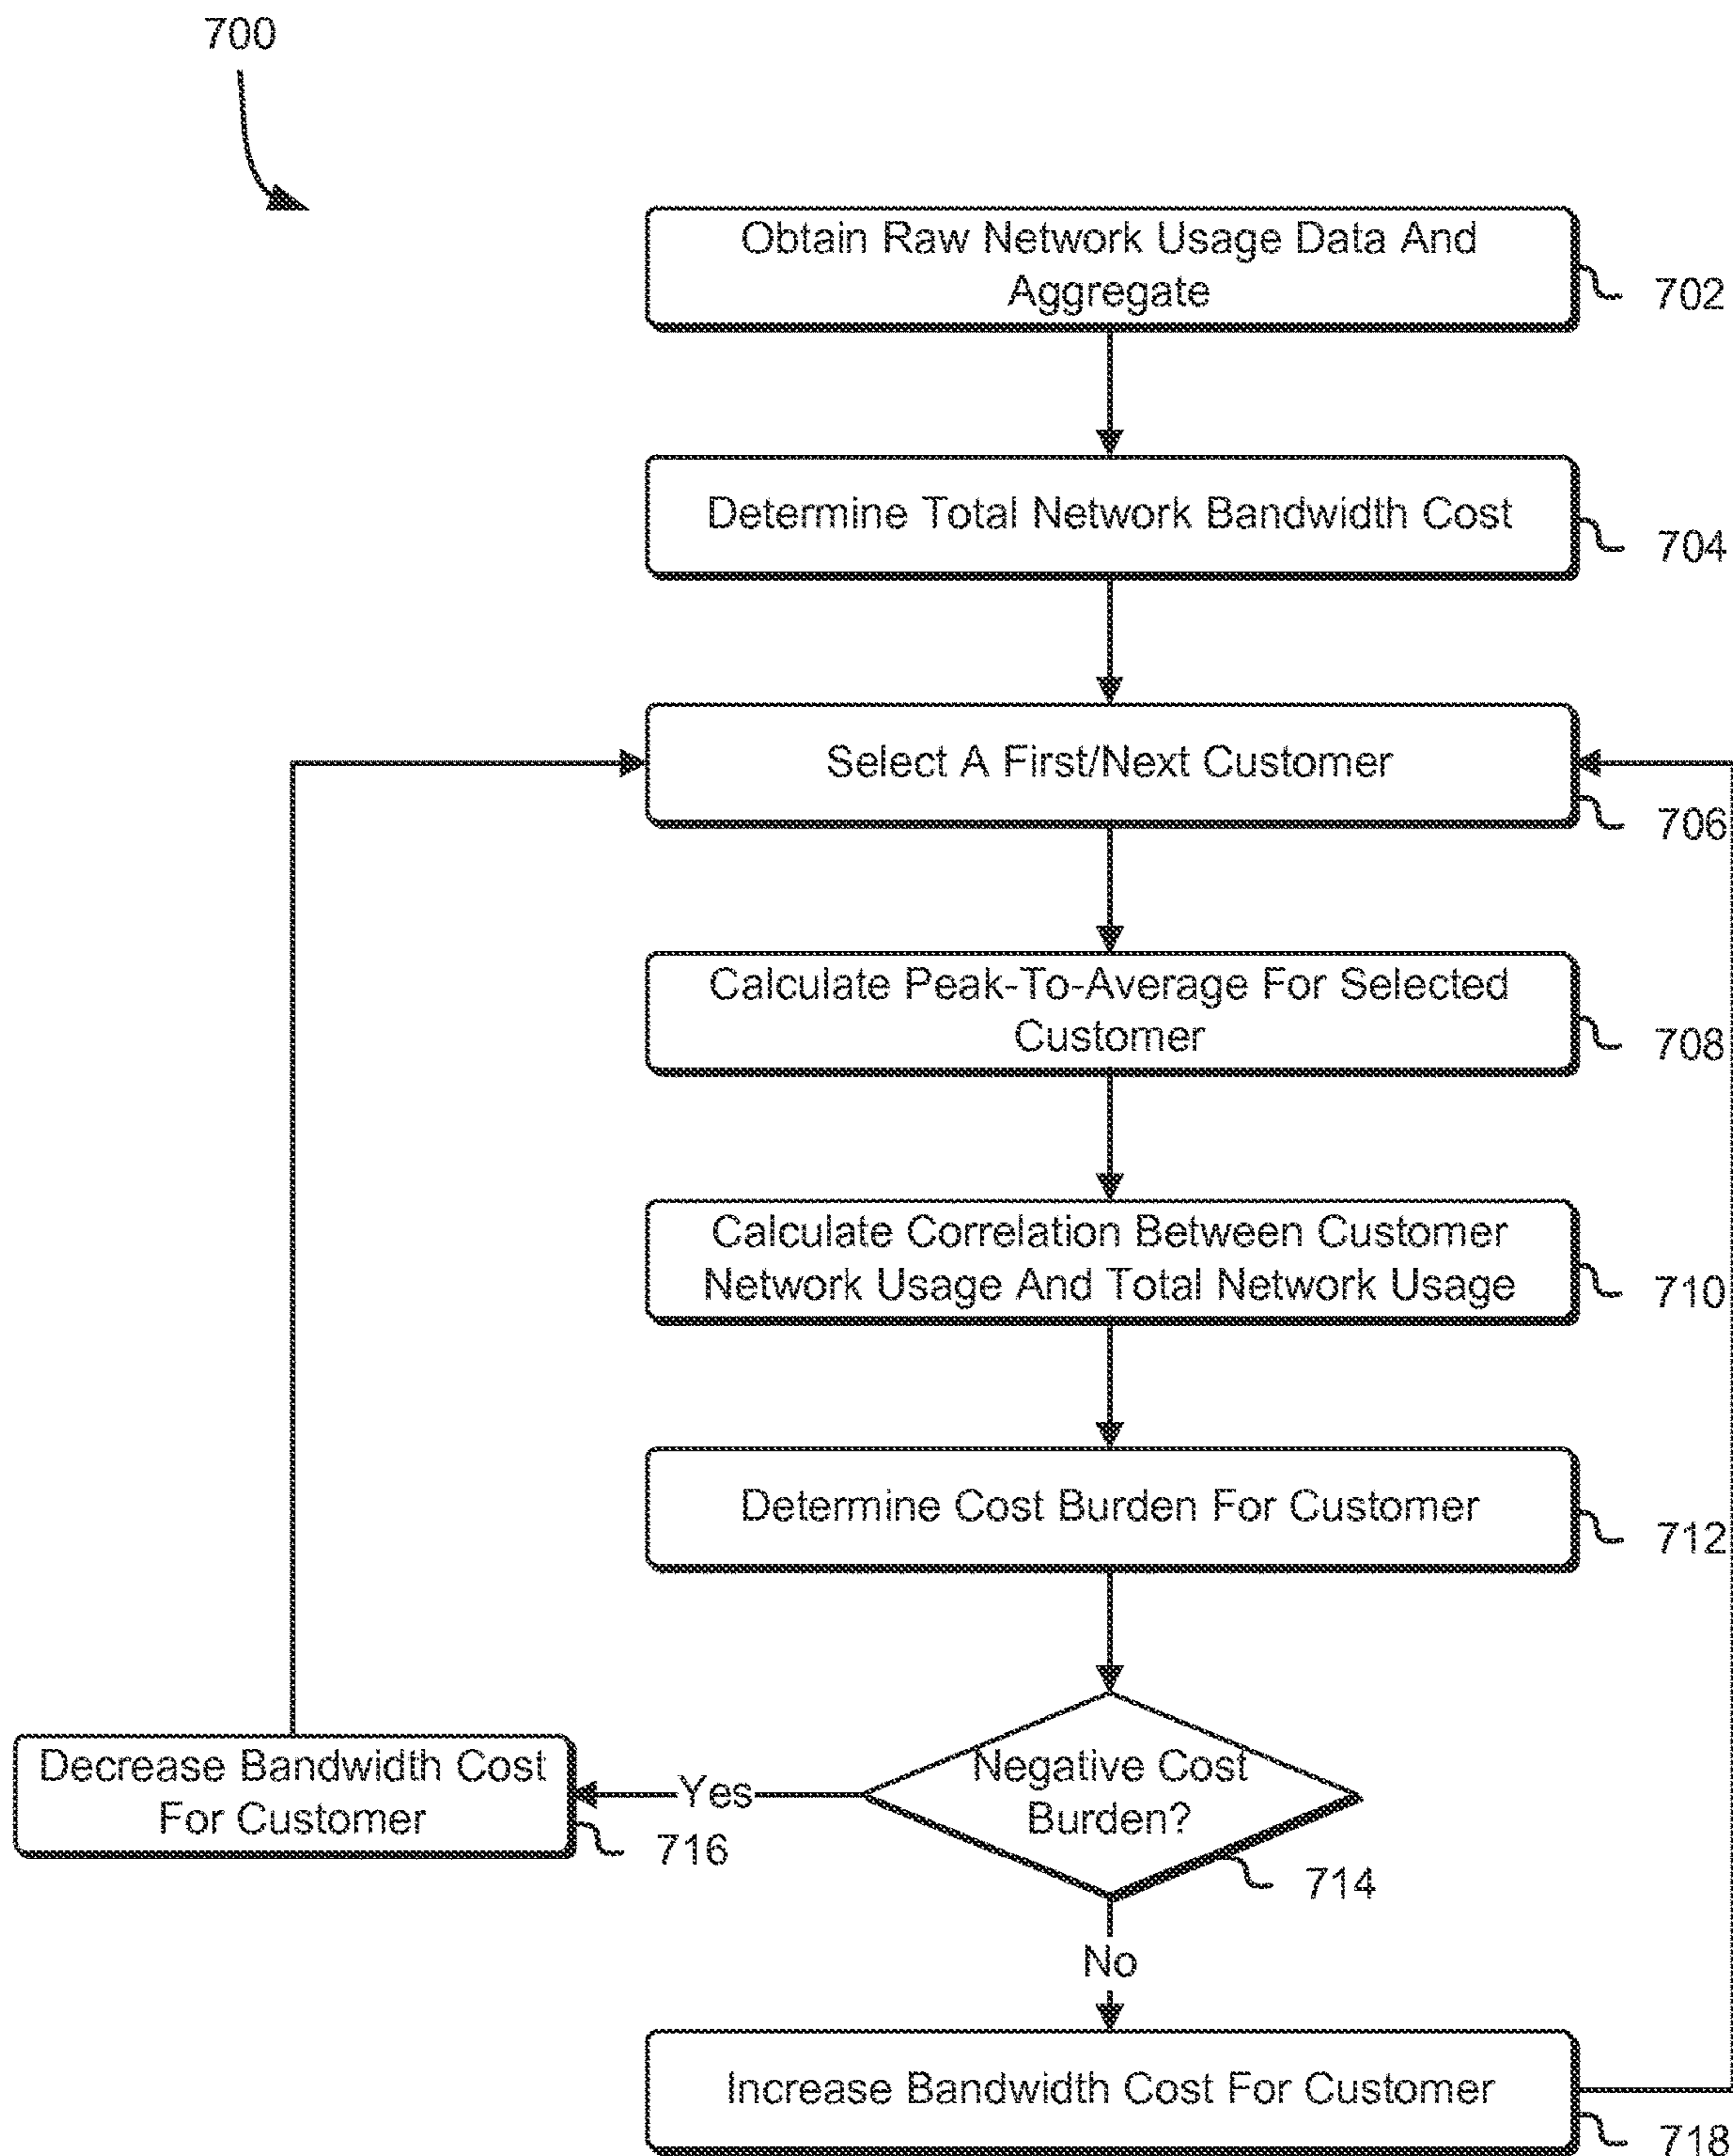 700
Obtain Raw Network Usage Data And
Aggregate
702
Determine Total Network Bandwidth Cost
704
Select A First/Next Customer
706
Calculate Peak-To-Average For Selected
Customer
708
Calculate Correlation Between Customer
Network Usage And Total Network Usage
710
Determine Cost Burden For Customer
712
Negative Cost
Burden?
714
Yes
Decrease Bandwidth Cost
For Customer
716
No
Increase Bandwidth Cost For Customer
718